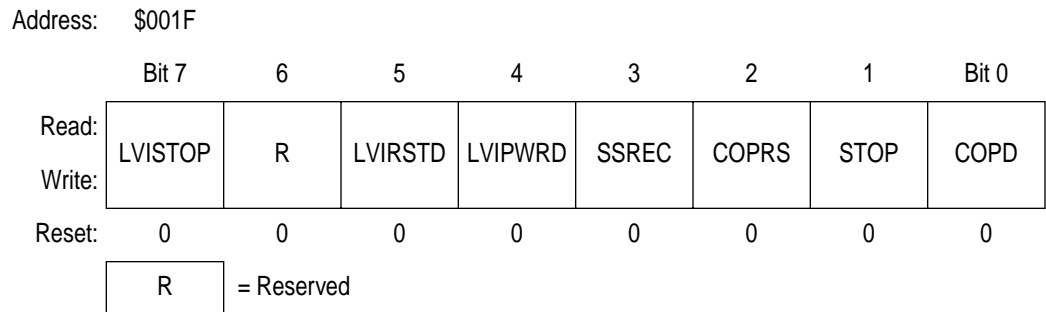 Address: $001F
Bit 7 6 5 4 3 2 1 Bit 0
Read:
LVISTOP R LVIRSTD LVIPWRD SSREC COPRS STOP COPD
Write:
Reset: 0 0 0 0 0 0 0 0
R = Reserved